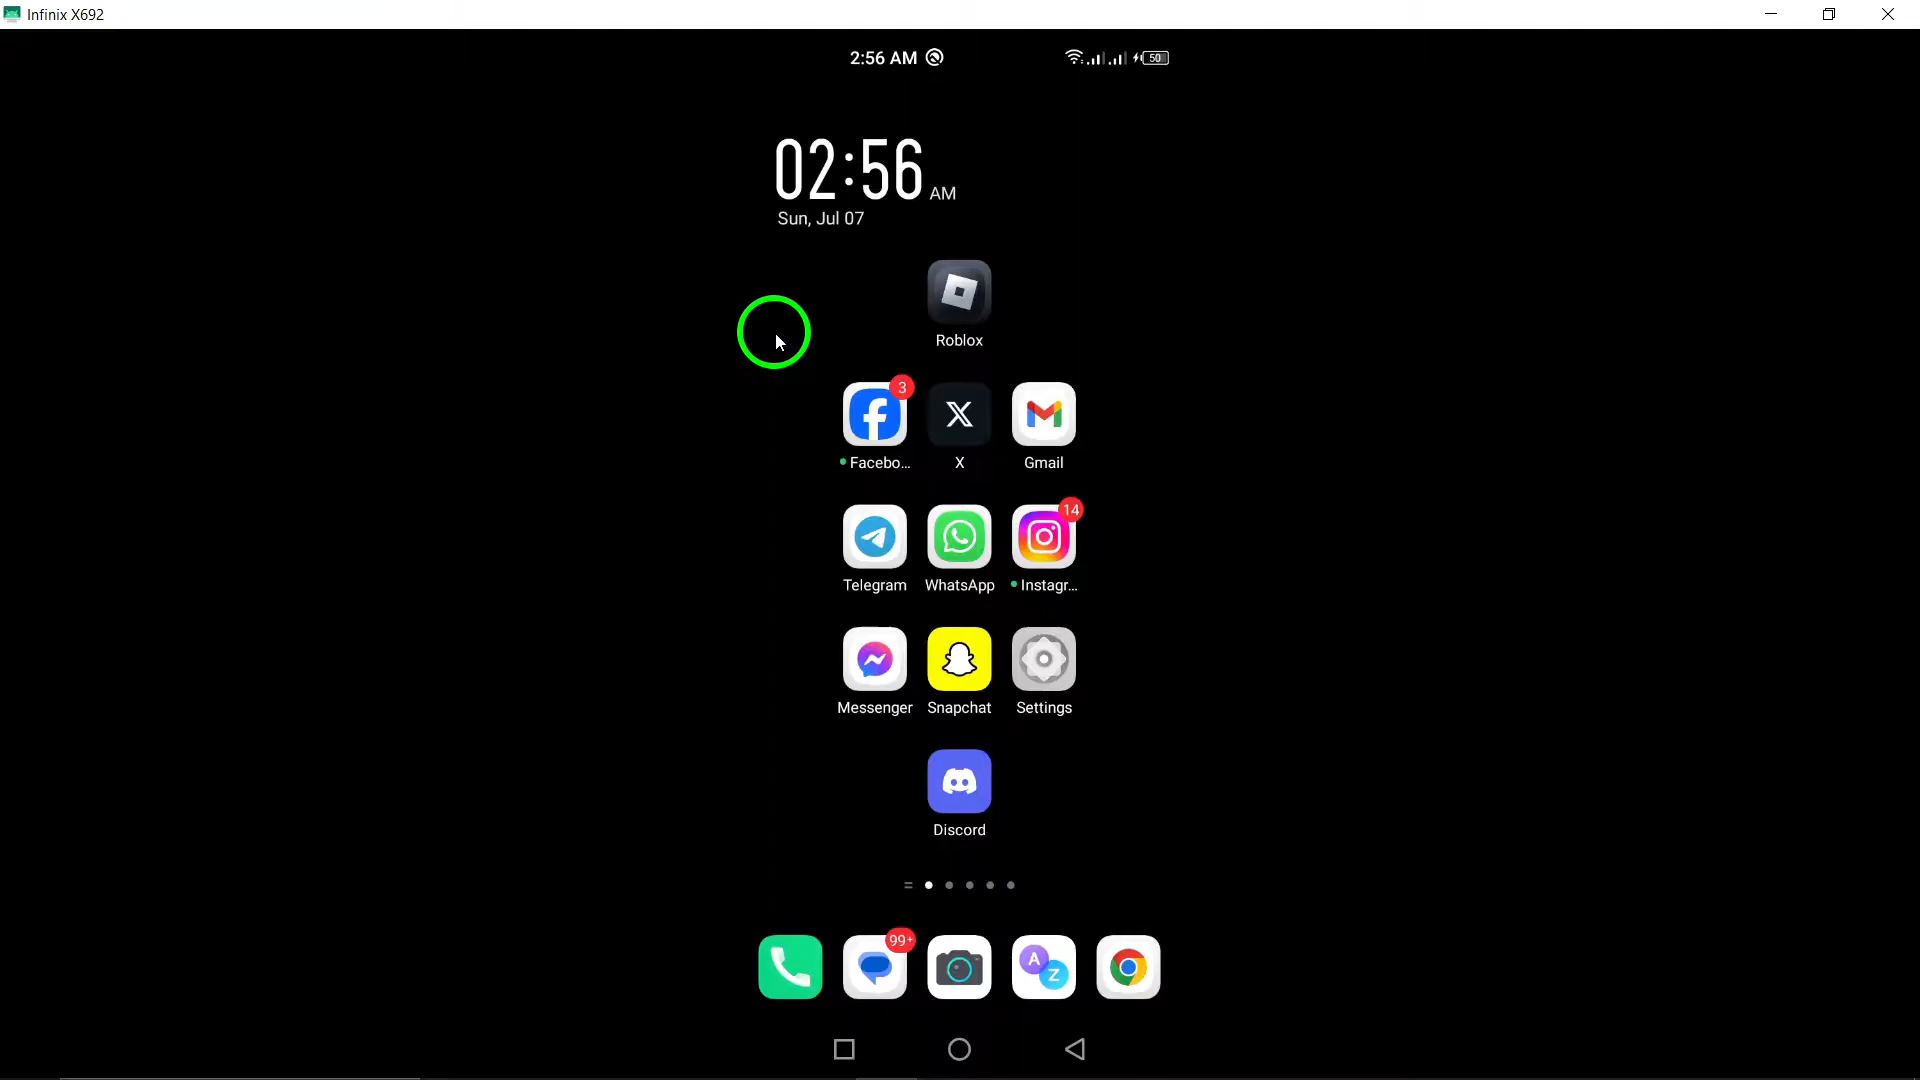 Infinix X692
2:56 AM
50
02:56 AM
Sun, Jul 07
Roblox
3
Facebo...
X
Gmail
14
Telegram
WhatsApp
Instagr...
Messenger
Snapchat
Settings
Discord
99+
A
Z